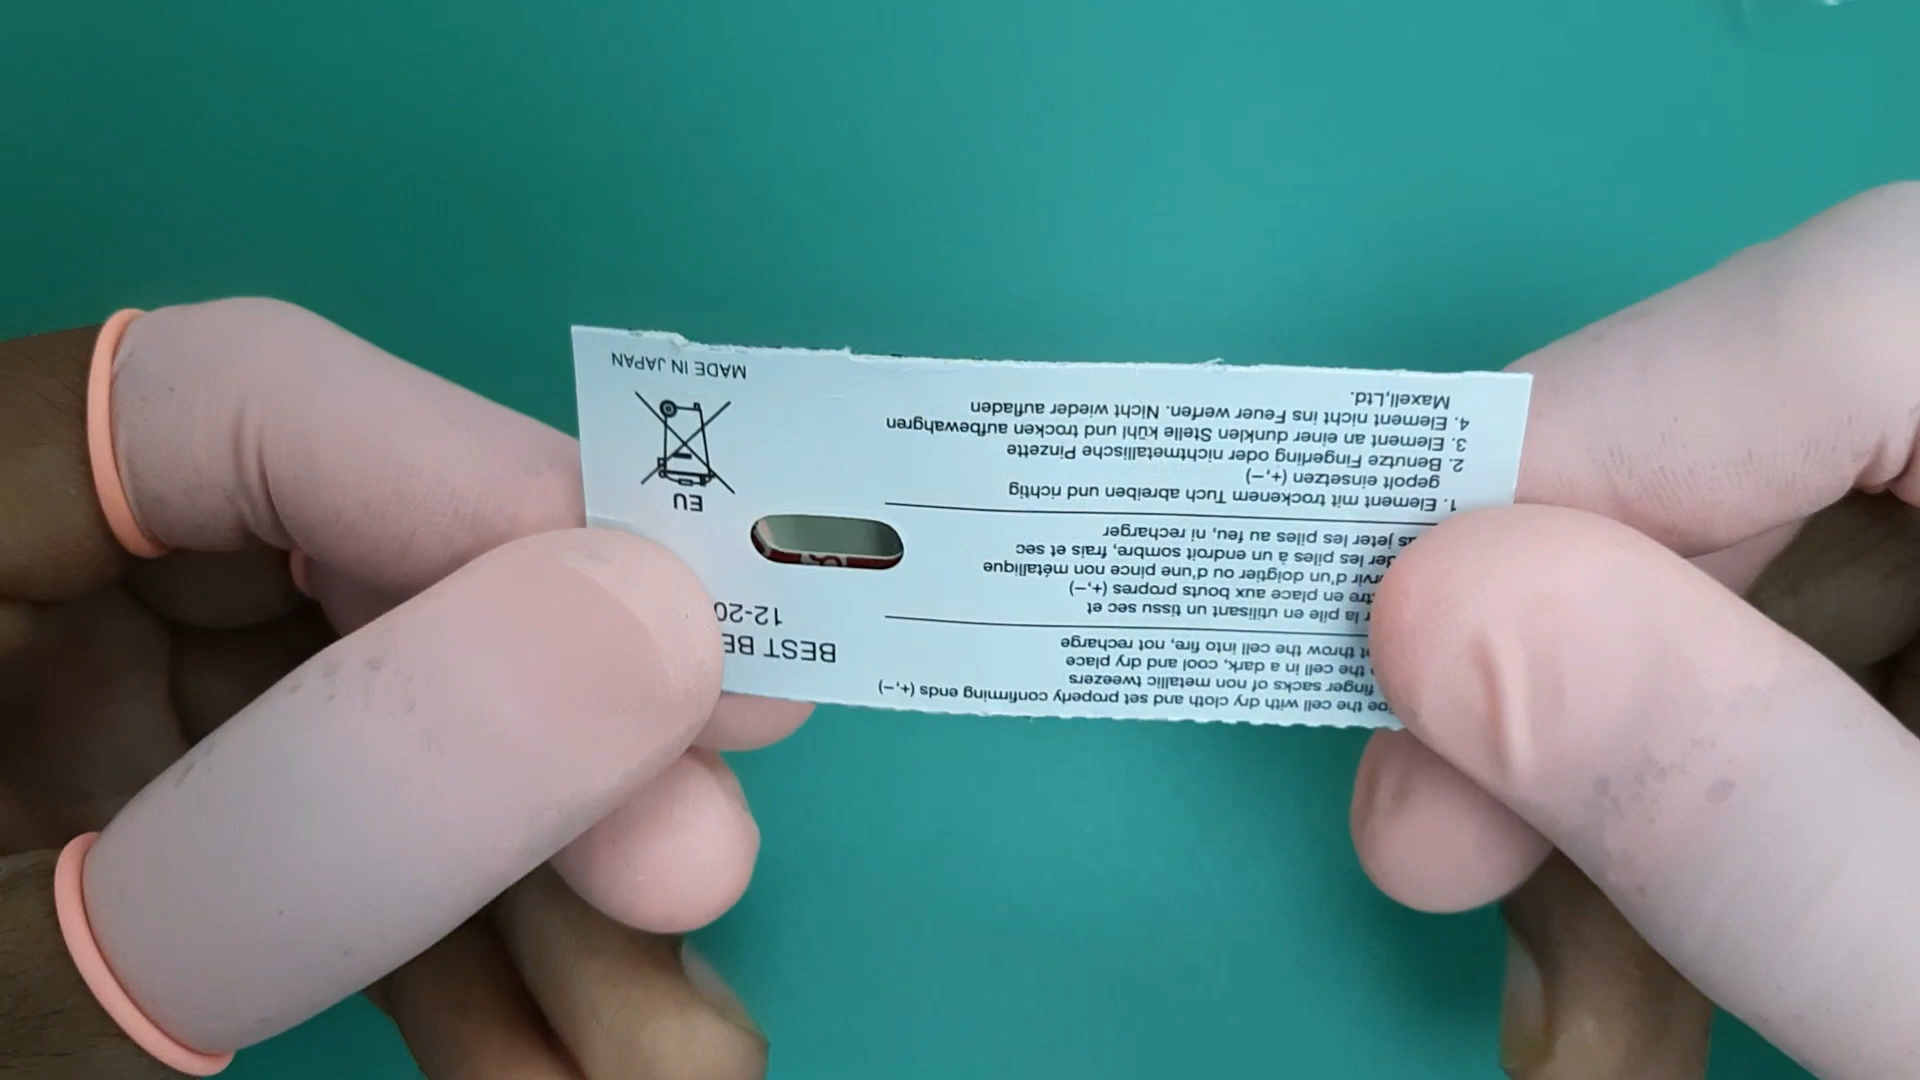 pe the cell with dry cloth and set properly confirming ends (+,−)
finger sacks of non metallic tweezers
the cell in a dark, cool and dry place
t throw the cell into fire, not recharge
r la pile en utilisant un tissu sec et
tre en place aux bouts propres (+,−)
rvir d'un doigtier ou d'une pince non métallique
der les piles à un endroit sombre, frais et sec
as jeter les piles au feu, ni recharger
1. Element mit trockenem Tuch abreiben und richtig
gepolt einsetzen (+,−)
2. Benutze Fingerling oder nichtmetallische Pinzette
3. Element an einer dunklen Stelle kühl und trocken aufbewahren
4. Element nicht ins Feuer werfen. Nicht wieder aufladen
Maxell,Ltd.
BEST BE
12-20
EU
MADE IN JAPAN